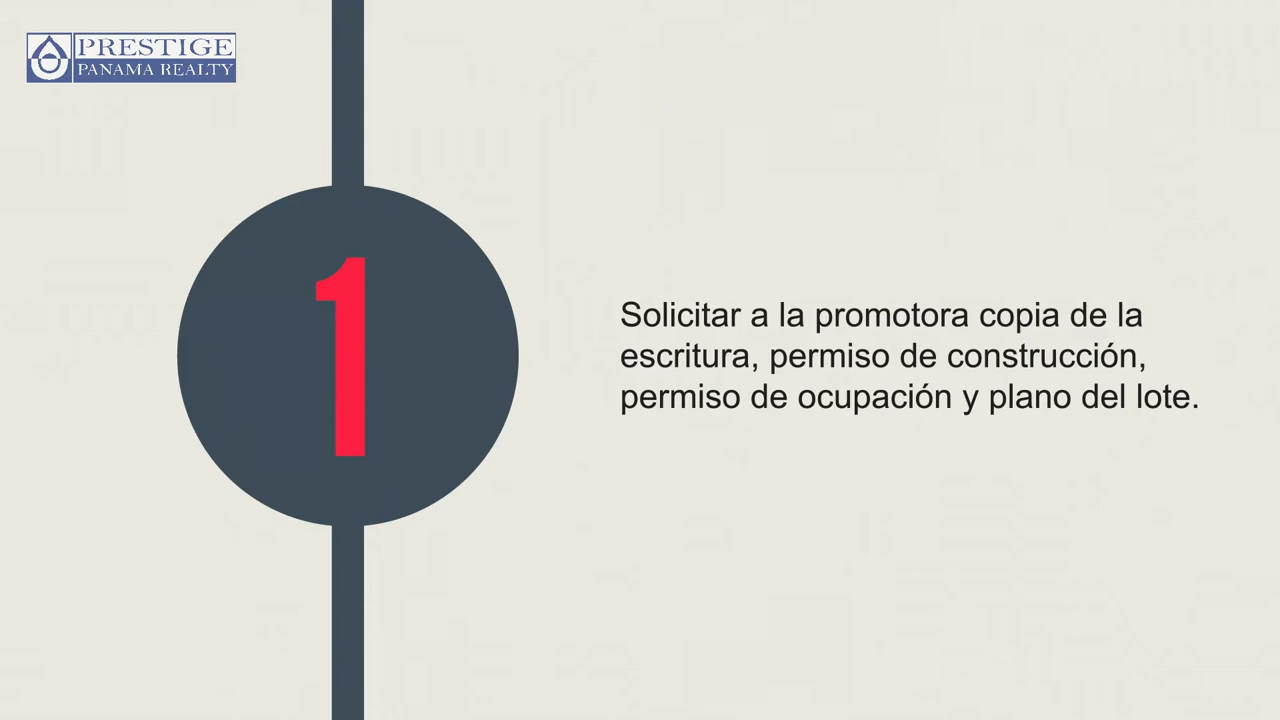 PRESTIGE
PANAMA REALTY
1
Solicitar a la promotora copia de la
escritura, permiso de construcción,
permiso de ocupación y plano del lote.